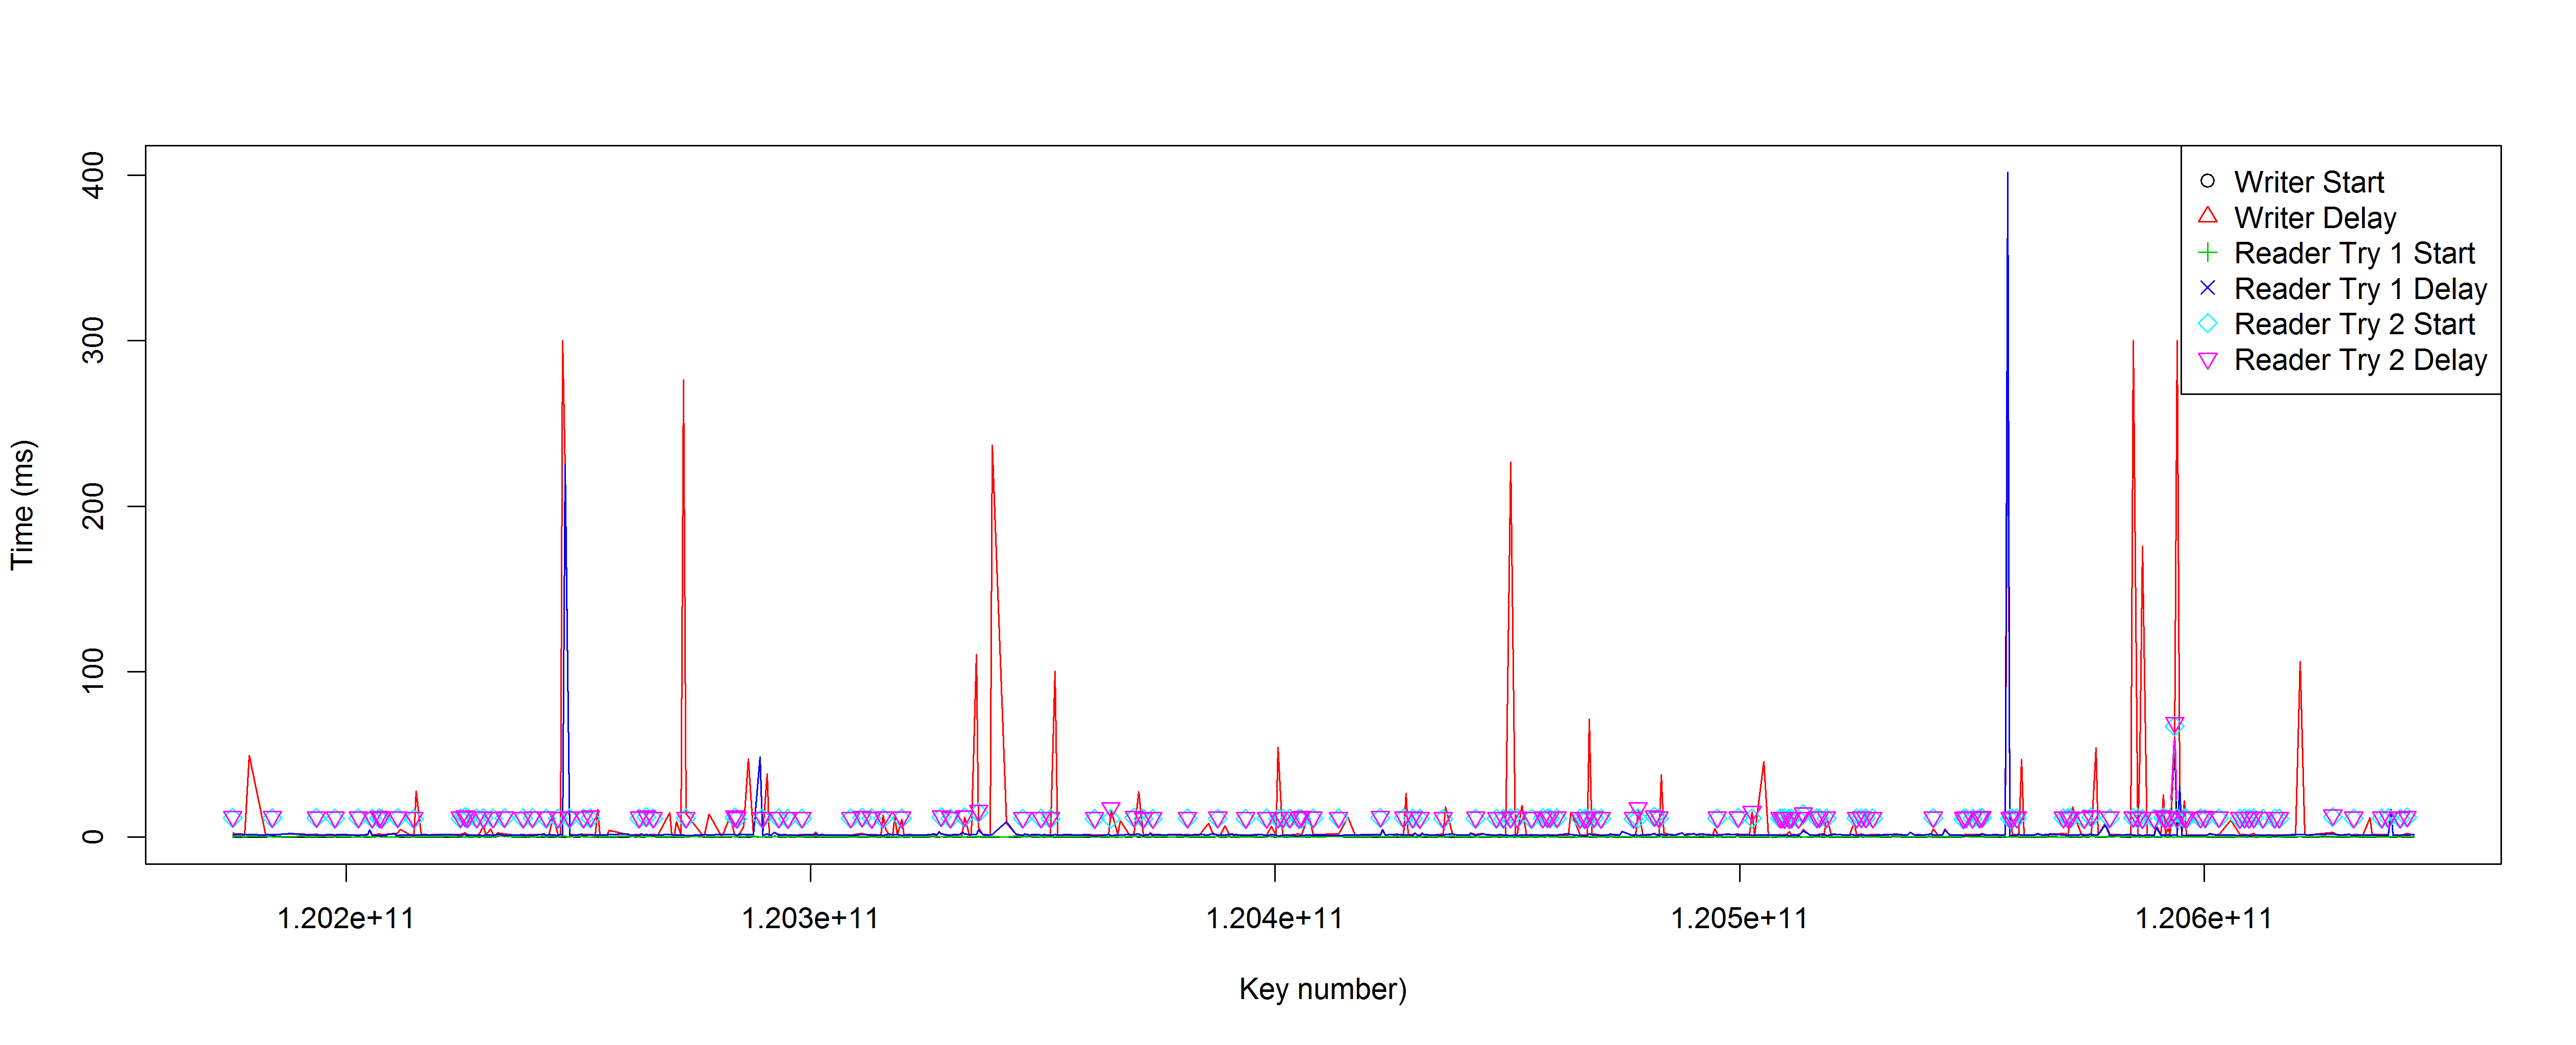 400
300
200
100
0
Time (ms)
Writer Start
Writer Delay
Reader Try 1 Start
Reader Try 1 Delay
Reader Try 2 Start
Reader Try 2 Delay
1.202e+11 1.203e+11 1.204e+11 1.205e+11 1.206e+11
Key number)